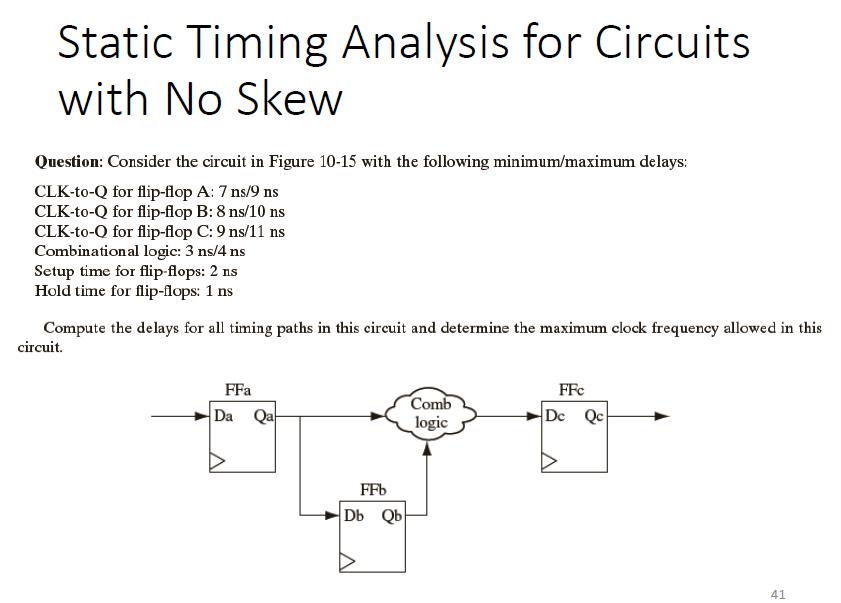 Static Timing Analysis for Circuits
with No Skew
Question: Consider the circuit in Figure 10-15 with the following minimum/maximum delays:
CLK-to-Q for flip-flop A: 7 ns/9 ns
CLK-to-Q for flip-flop B: 8 ns/10 ns
CLK-to-Q for flip-flop C: 9 ns/11 ns
Combinational logic: 3 ns/4 ns
Setup time for flip-flops: 2 ns
Hold time for flip-flops: 1 ns
Compute the delays for all timing paths in this circuit and determine the maximum clock frequency allowed in this
circuit.
FFa
Da Qa
Comb
logic
FFc
Dc Qc
FFb
Db Qb
41